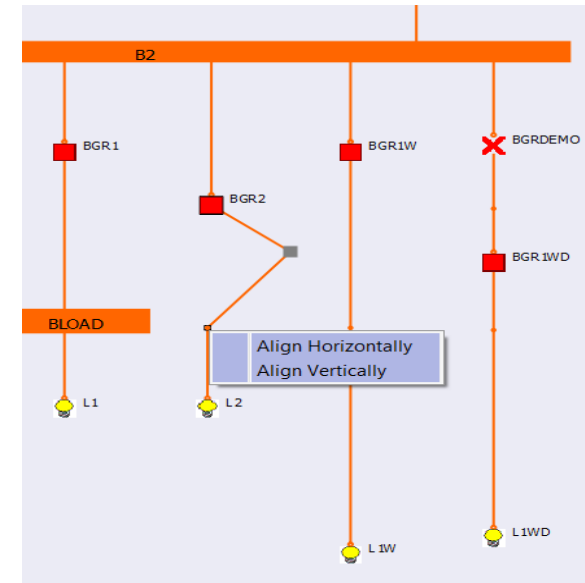 B2
BGR1
BGR1W
BGRDEMO
BGR2
BGR1WD
BLOAD
Align Horizontally
Align Vertically
L1
L2
L1WD
L1W